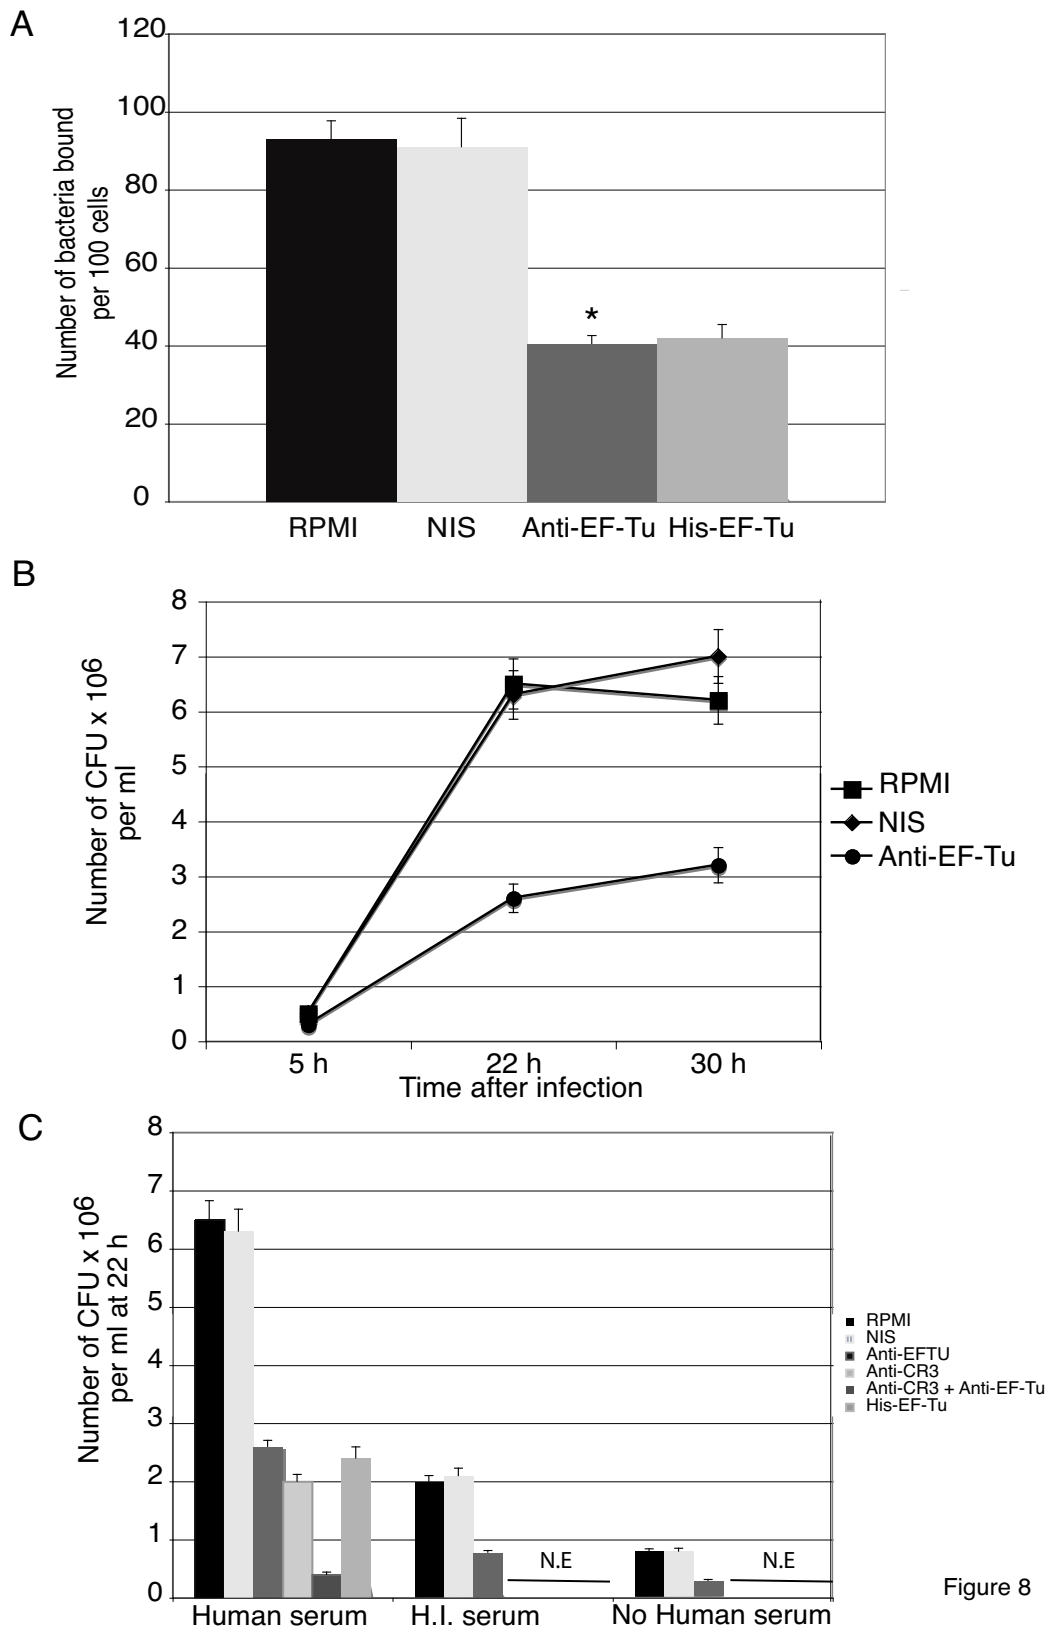 A
120
100
80
60
40
20
0
Number of bacteria bound
per 100 cells
*
RPMI NIS Anti-EF-Tu His-EF-Tu
B
8
7
6
5
4
3
2
1
0
Number of CFU x 10⁶
per ml
5 h 22 h 30 h
Time after infection
RPMI
NIS
Anti-EF-Tu
C
8
7
6
5
4
3
2
1
0
Number of CFU x 10⁶
per ml at 22 h
N.E
N.E
Human serum H.I. serum No Human serum
RPMI
NIS
Anti-EFTU
Anti-CR3
Anti-CR3 + Anti-EF-Tu
His-EF-Tu
Figure 8